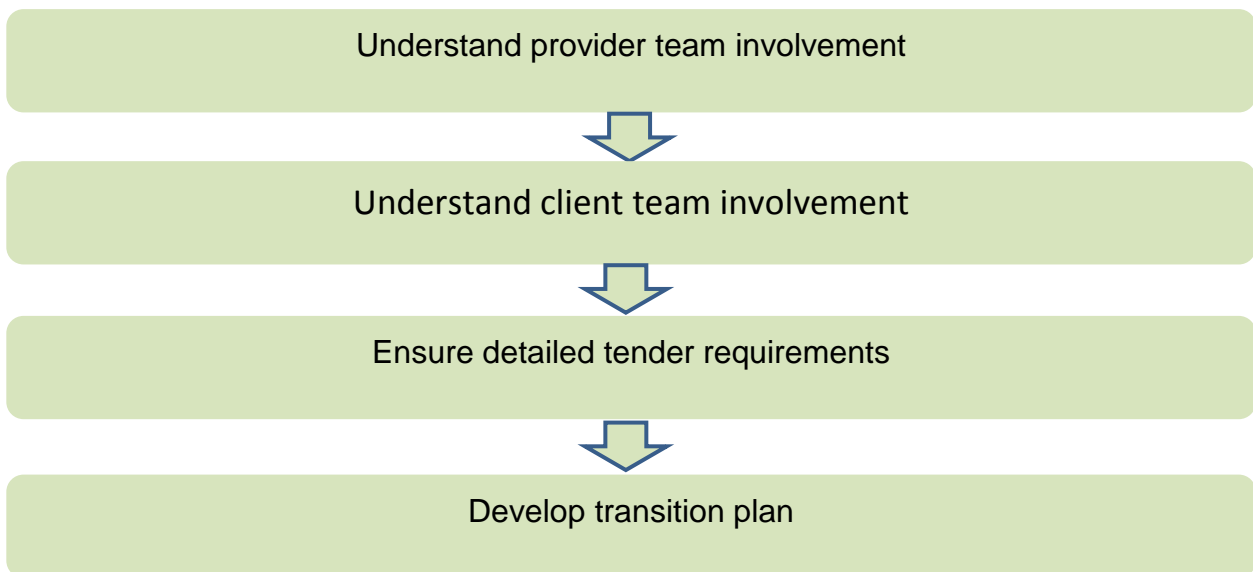 Understand provider team involvement
Understand client team involvement
Ensure detailed tender requirements
Develop transition plan